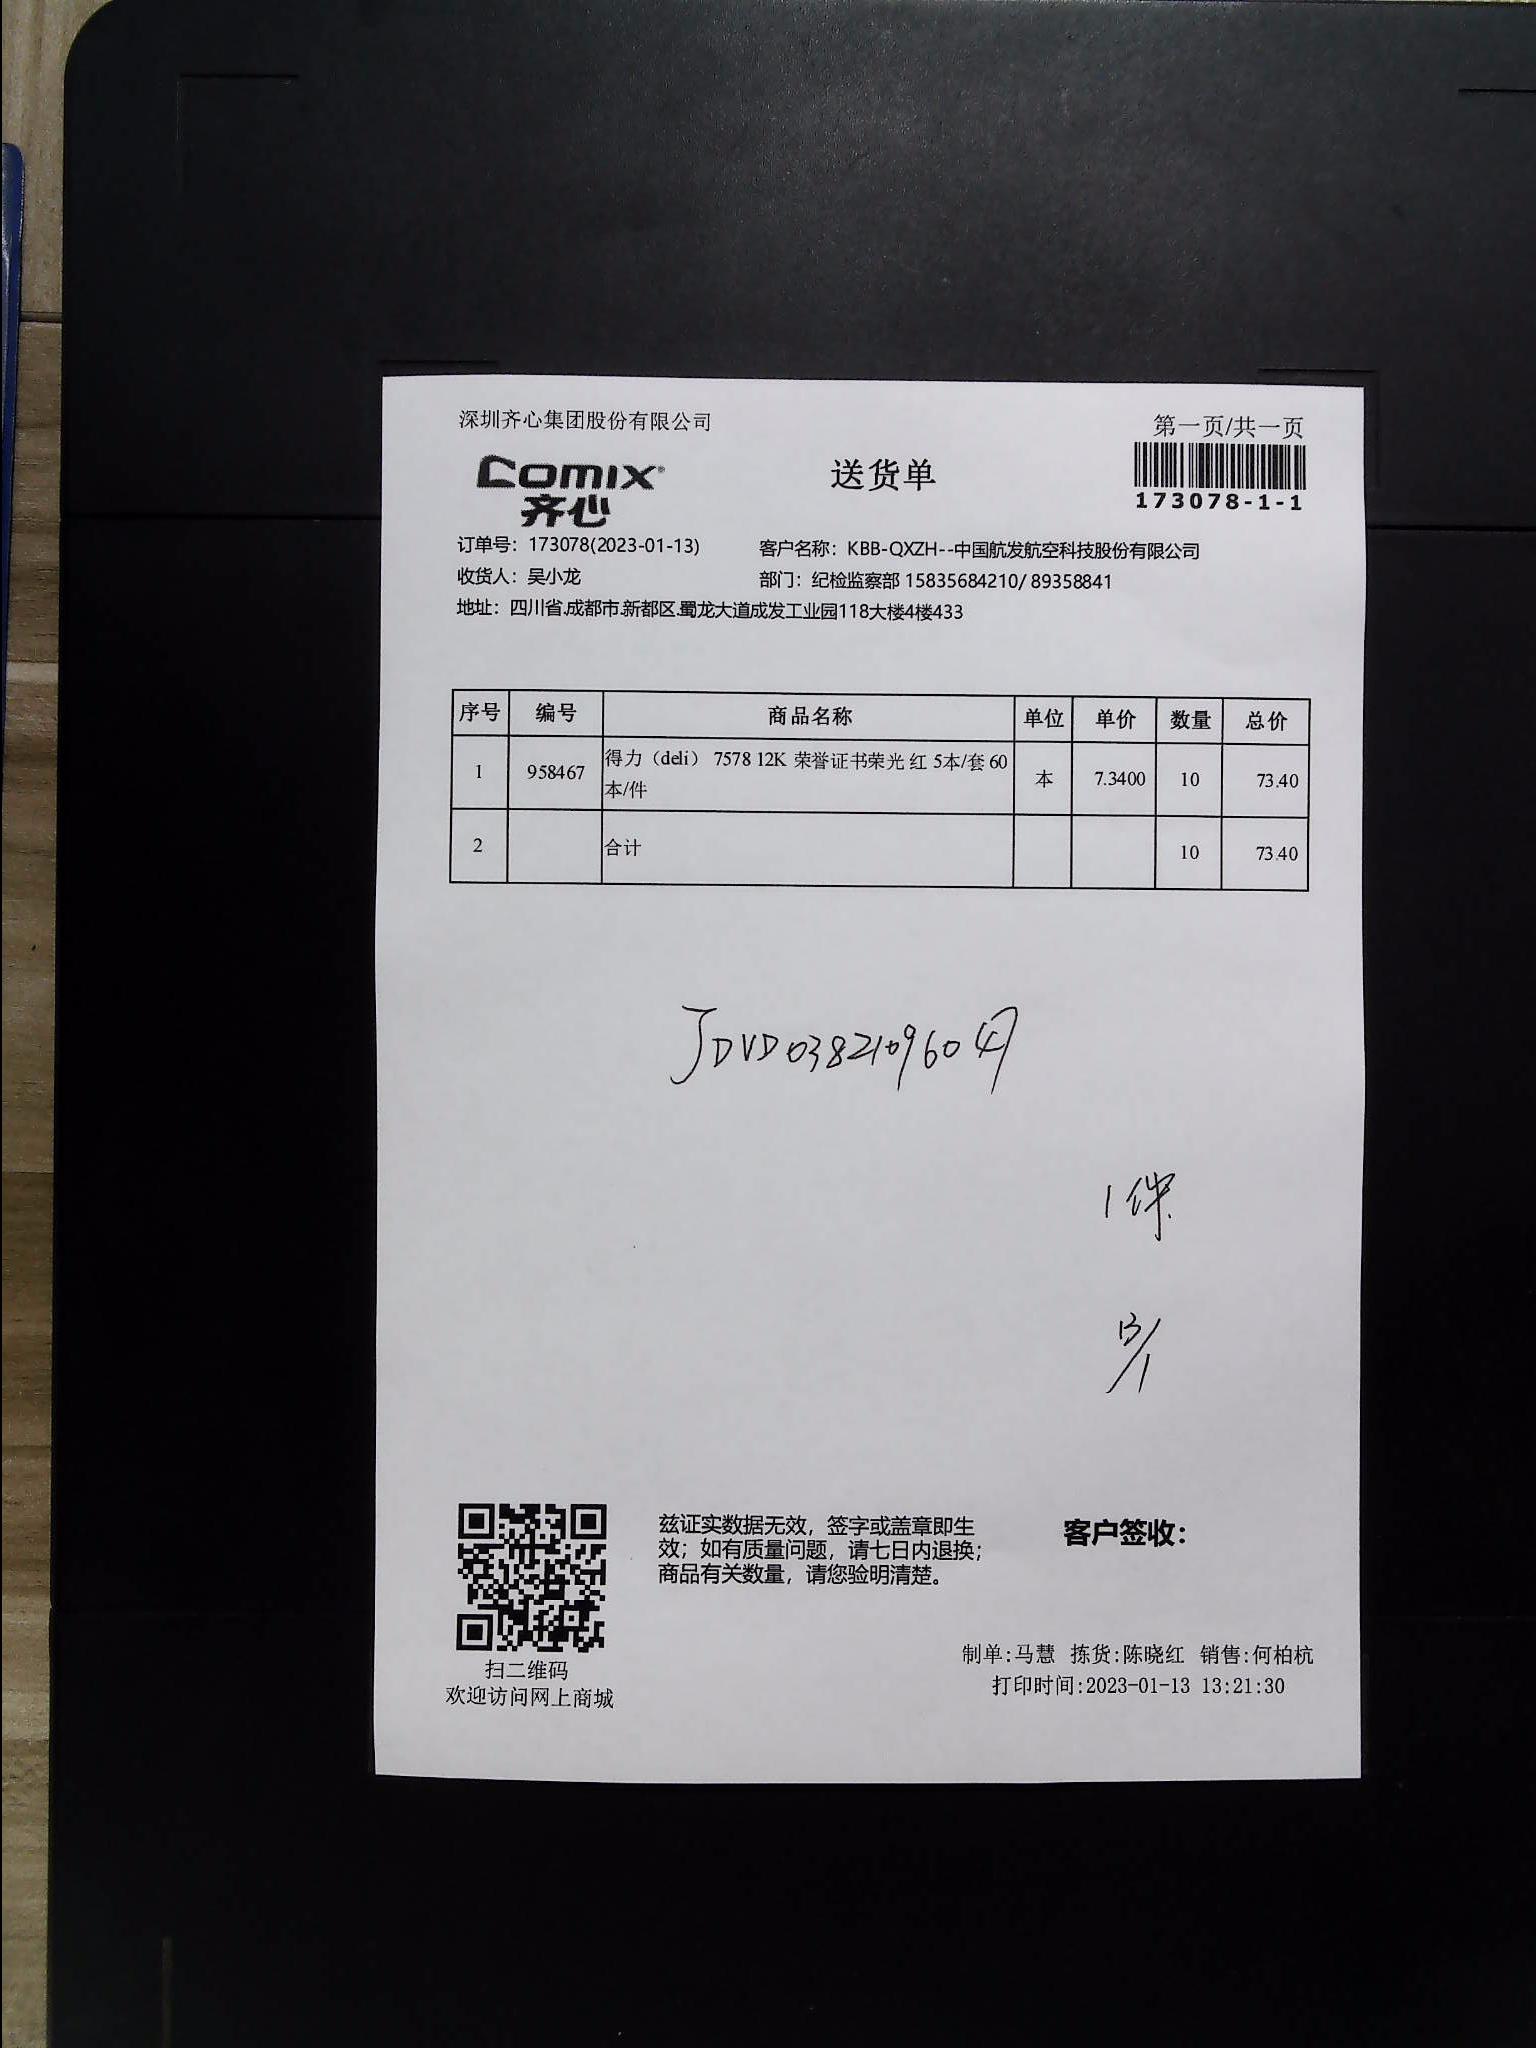 深圳齐心集团股份有限公司
第一页/共一页
COMIX
齐心
送货单
173078-1-1
订单号：173078(2023-01-13)
客户名称：KBB-QXZH--中国航发航空科技股份有限公司
收货人：吴小龙
部门：纪检监察部 15835684210/ 89358841
地址：四川省.成都市.新都区.蜀龙大道成发工业园118大楼4楼433
序号 编号 商品名称 单位 单价 数量 总价
1 958467 得力（deli） 7578 12K 荣誉证书荣光 红 5本/套 60 本 7.3400 10 73.40
本/件
2 合计 10 73.40
JDVD03821096047
1件
13/1
兹证实数据无效，签字或盖章即生
效；如有质量问题，请七日内退换；
商品有关数量，请您验明清楚。
客户签收：
扫二维码
欢迎访问网上商城
制单:马慧 拣货:陈晓红 销售:何柏杭
打印时间:2023-01-13 13:21:30